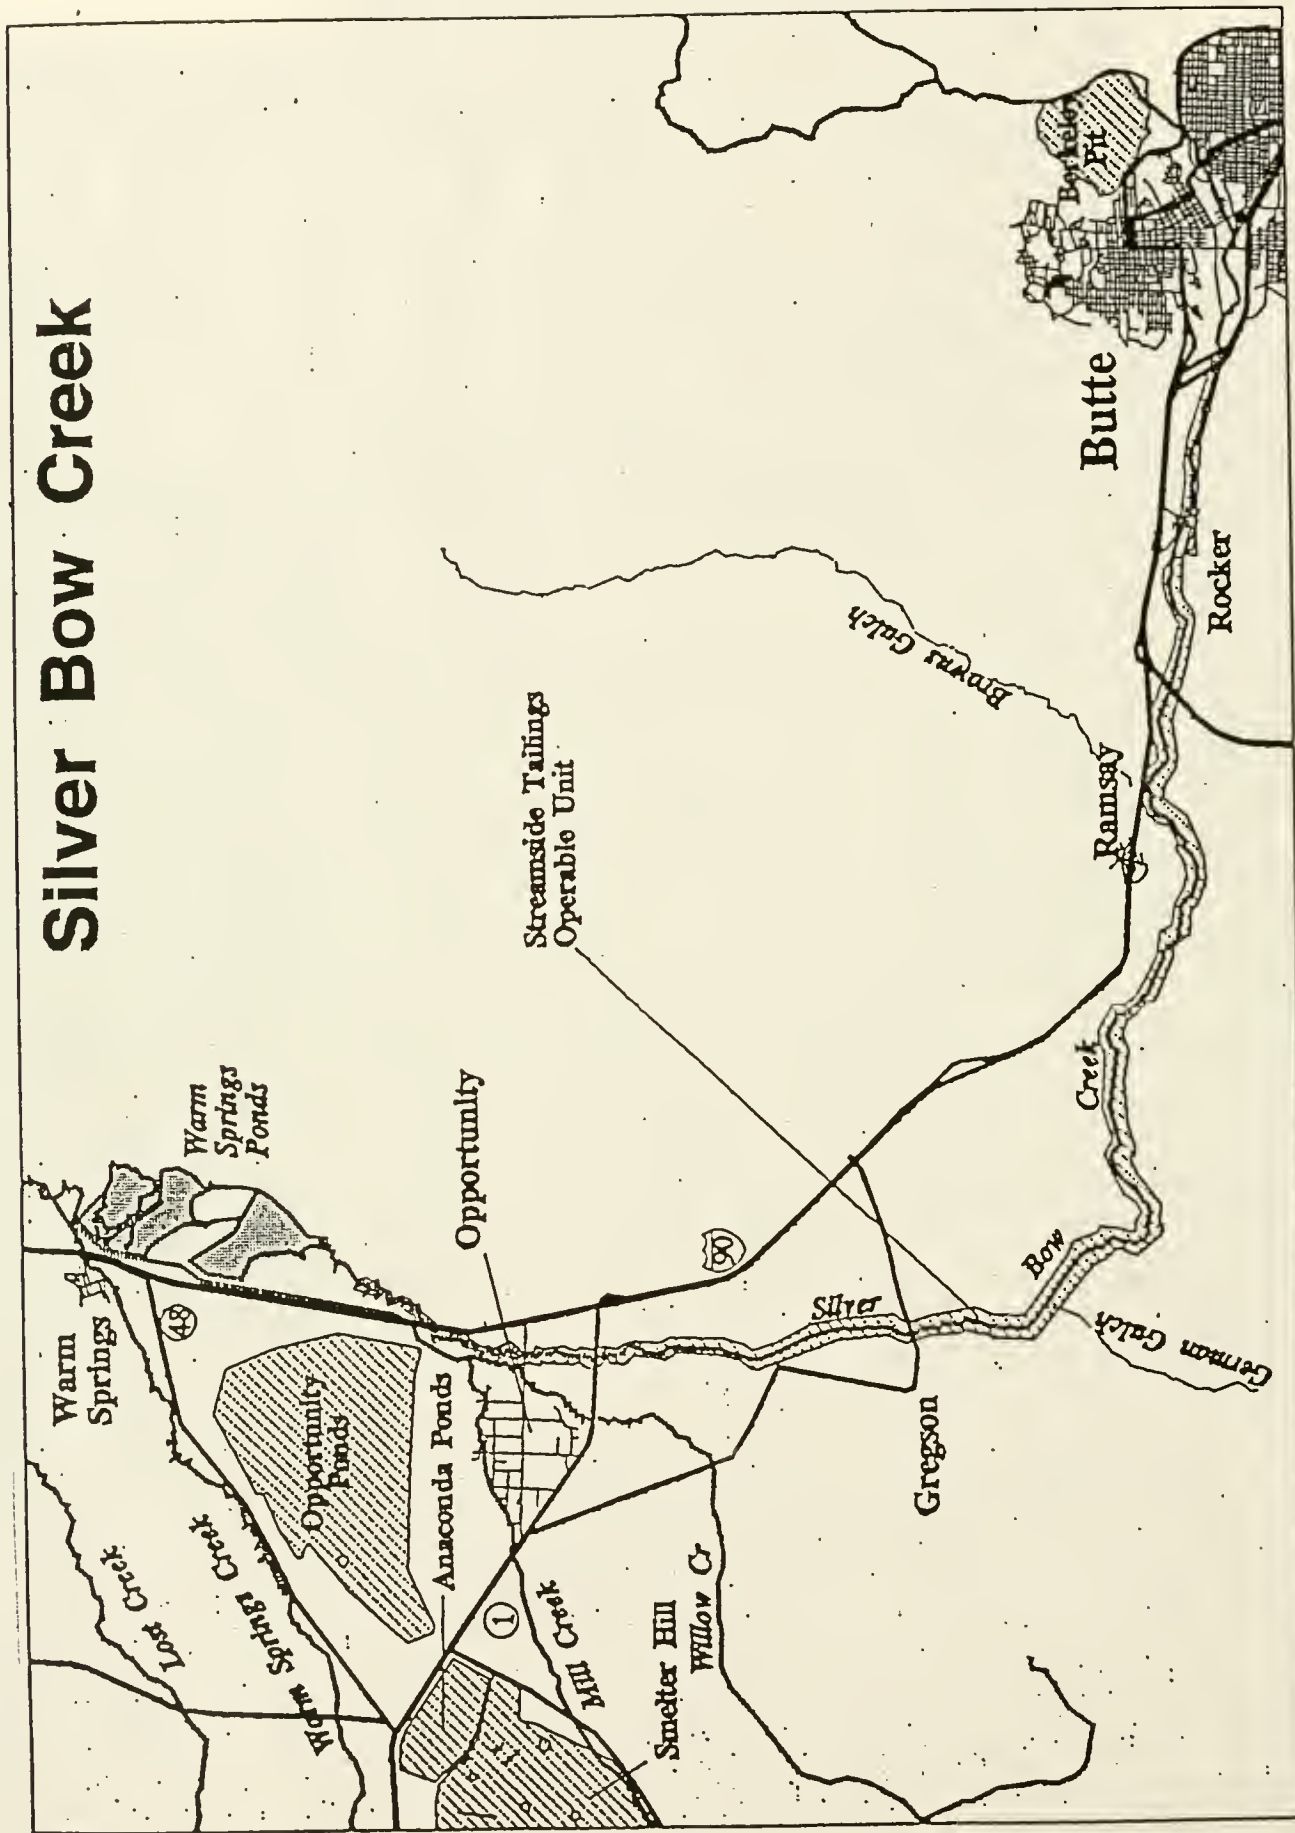 Silver Bow Creek
Warm
Springs
Ponds
Warm
Springs
48
Lost Creek
Warm Springs Creek
Opportunity
Ponds
Anaconda Ponds
Opportunity
90
1
Mill Creek
Smelter Hill
Willow Cr
Streamside Tailings
Operable Unit
Gregson
Silver
Bow
Creek
German Gulch
Browns Gulch
Ramsay
Rocker
Butte
Berkeley
Pit